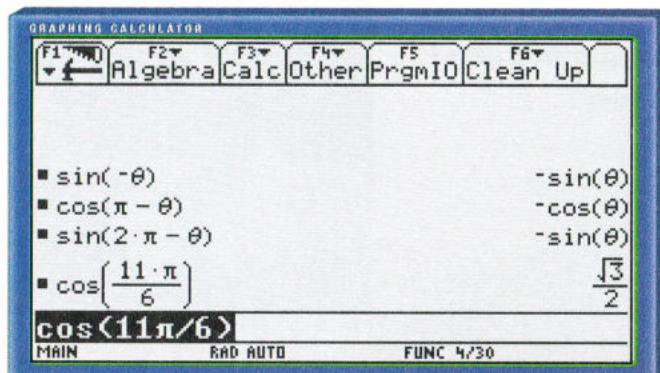 GRAPHING CALCULATOR
F1▼ F2▼ F3▼ F4▼ F5 F6▼
Algebra Calc Other PrgmIO Clean Up
■ sin(⁻θ) ⁻sin(θ)
■ cos(π − θ) ⁻cos(θ)
■ sin(2·π − θ) ⁻sin(θ)
■ cos(11·π/6) √3/2
cos(11π/6)
MAIN RAD AUTO FUNC 4/30